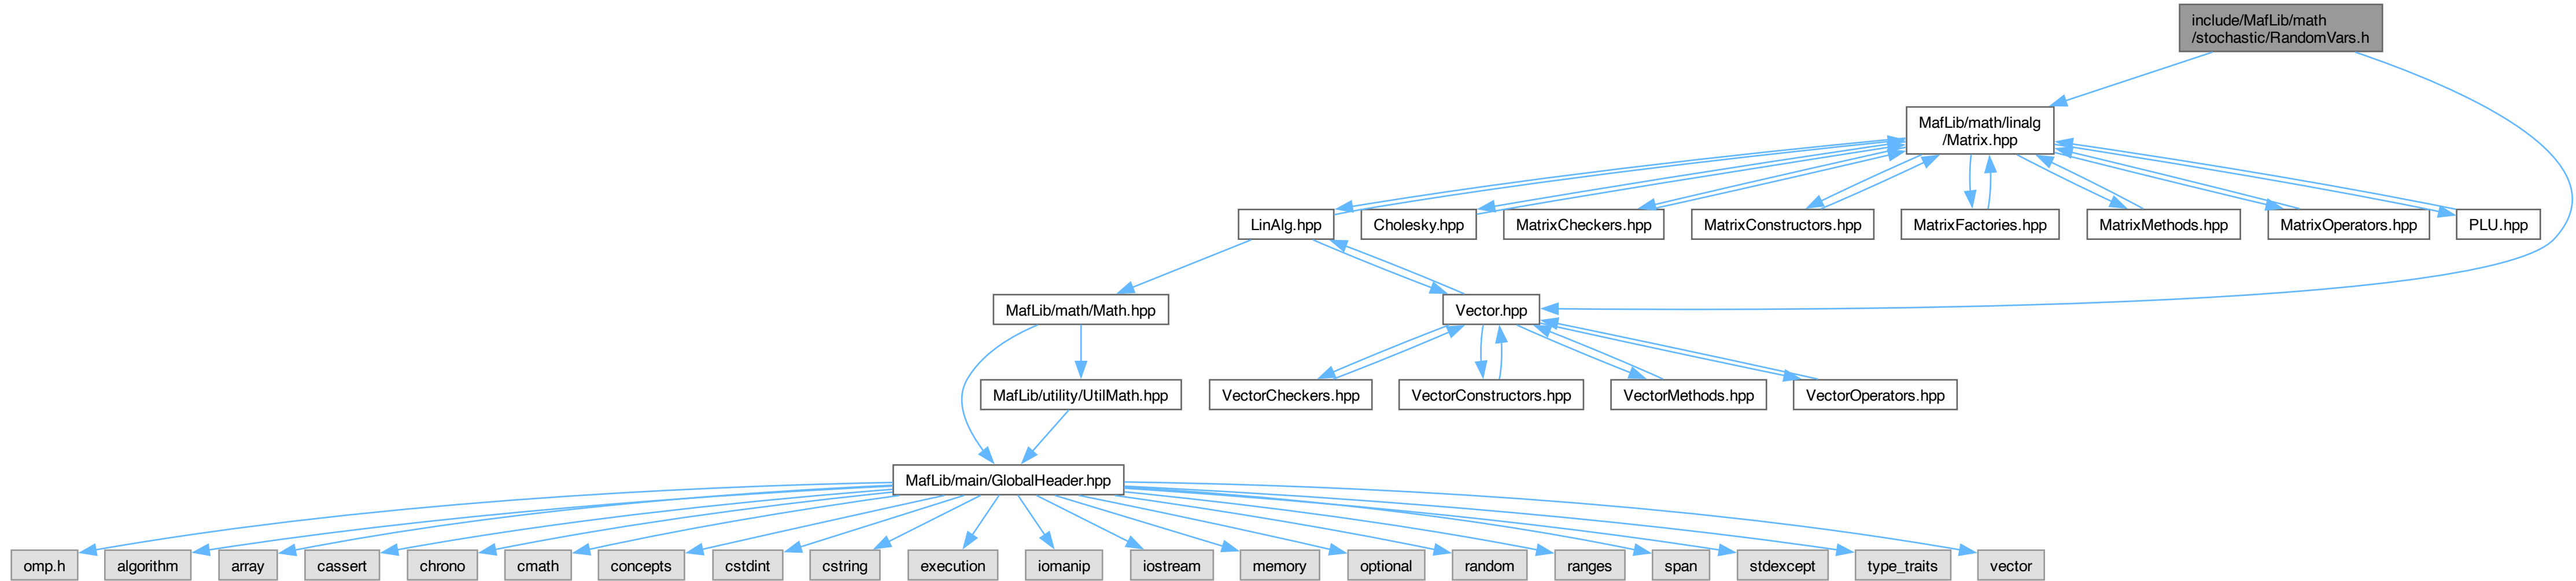 include/MafLib/math
/stochastic/RandomVars.h
MafLib/math/linalg
/Matrix.hpp
LinAlg.hpp
Cholesky.hpp
MatrixCheckers.hpp
MatrixConstructors.hpp
MatrixFactories.hpp
MatrixMethods.hpp
MatrixOperators.hpp
PLU.hpp
MafLib/math/Math.hpp
Vector.hpp
MafLib/utility/UtilMath.hpp
VectorCheckers.hpp
VectorConstructors.hpp
VectorMethods.hpp
VectorOperators.hpp
MafLib/main/GlobalHeader.hpp
omp.h
algorithm
array
cassert
chrono
cmath
concepts
cstdint
cstring
execution
iomanip
iostream
memory
optional
random
ranges
span
stdexcept
type_traits
vector